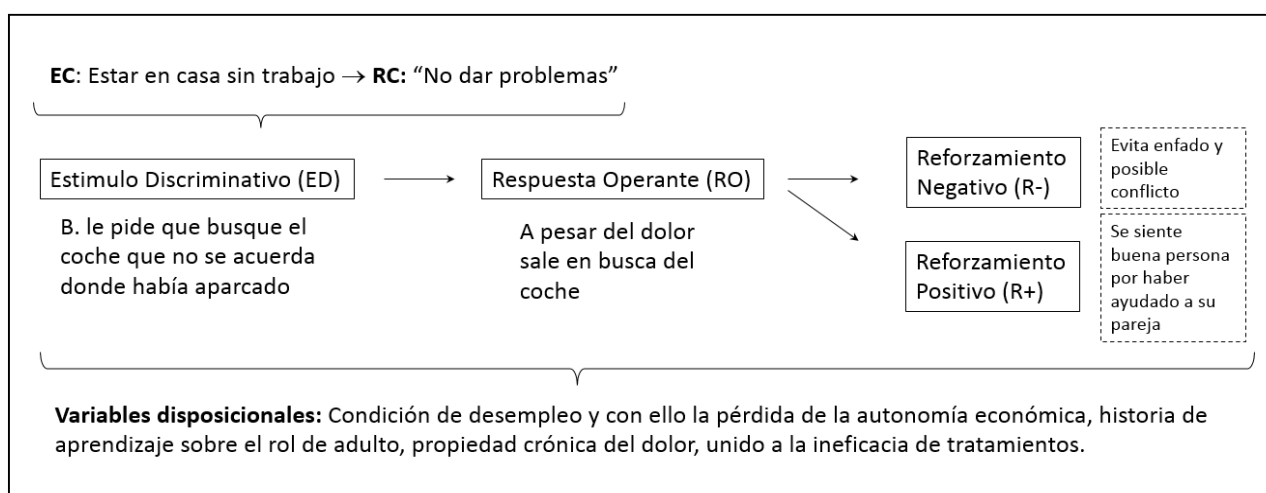 EC: Estar en casa sin trabajo → RC: “No dar problemas”
Estimulo Discriminativo (ED)
B. le pide que busque el
coche que no se acuerda
donde había aparcado
Respuesta Operante (RO)
A pesar del dolor
sale en busca del
coche
Reforzamiento
Negativo (R-)
Evita enfado y
posible
conflicto
Reforzamiento
Positivo (R+)
Se siente
buena persona
por haber
ayudado a su
pareja
Variables disposicionales: Condición de desempleo y con ello la pérdida de la autonomía económica, historia de
aprendizaje sobre el rol de adulto, propiedad crónica del dolor, unido a la ineficacia de tratamientos.